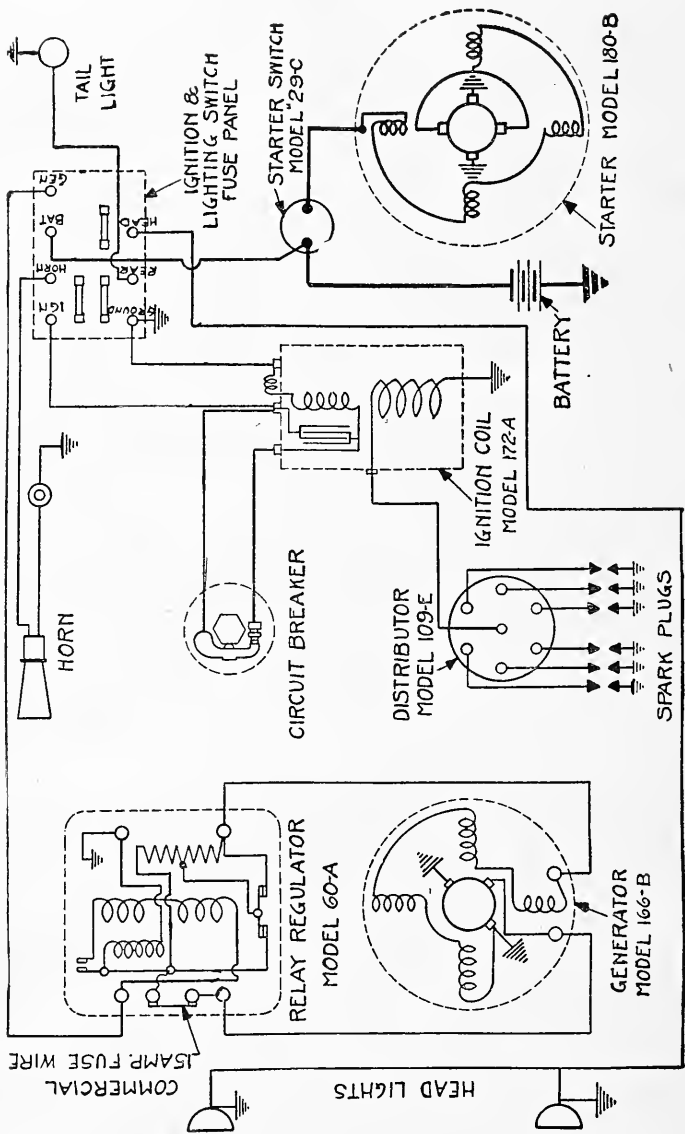 TAIL
LIGHT
GEN
BAT
HORN
IGN
HEAD
REAR
GROUND
IGNITION &
LIGHTING SWITCH
FUSE PANEL
STARTER SWITCH
MODEL "29-C
STARTER MODEL 180-B
BATTERY
IGNITION COIL
MODEL 172-A
HORN
CIRCUIT BREAKER
DISTRIBUTOR
MODEL 109-E
SPARK PLUGS
RELAY REGULATOR
MODEL 60-A
COMMERCIAL
15AMP. FUSE WIRE
GENERATOR
MODEL 166-B
HEAD LIGHTS